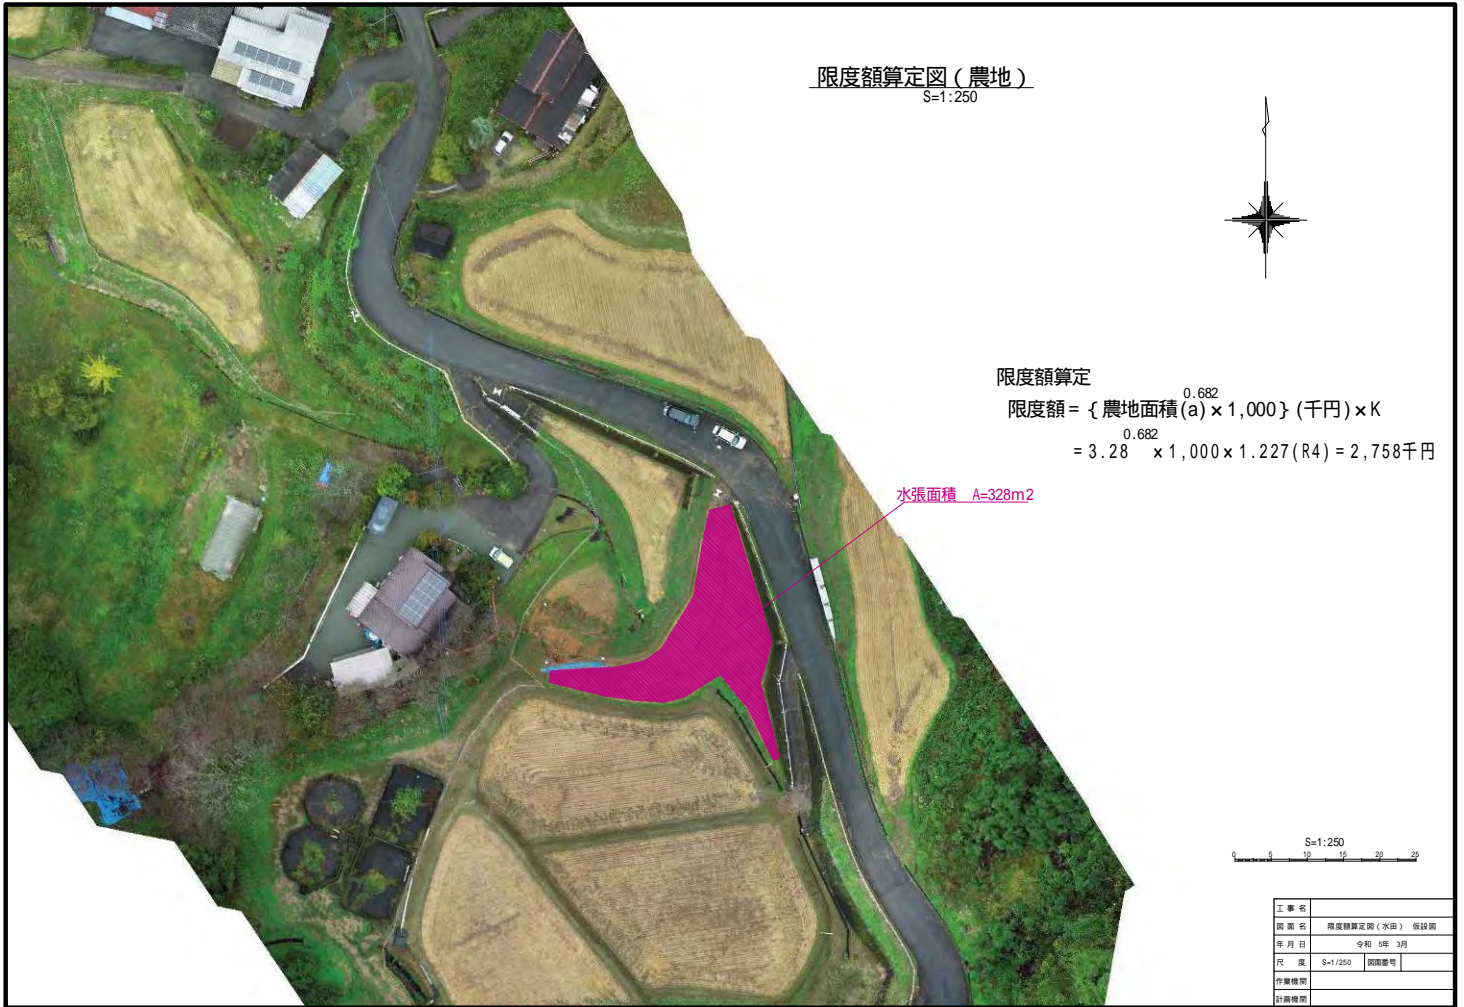 限度額算定図（農地）
S=1:250
限度額算定
限度額 = {農地面積(a)^0.682 × 1,000} (千円) × K
= 3.28^0.682 × 1,000 × 1.227(R4) = 2,758千円
水張面積 A=328m2
S=1:250
0 5 10 15 20 25
工事名
図面名 限度額算定図（水田） 仮設図
年月日 令和 5年 3月
尺度 S=1/250 図面番号
作業機関
計画機関